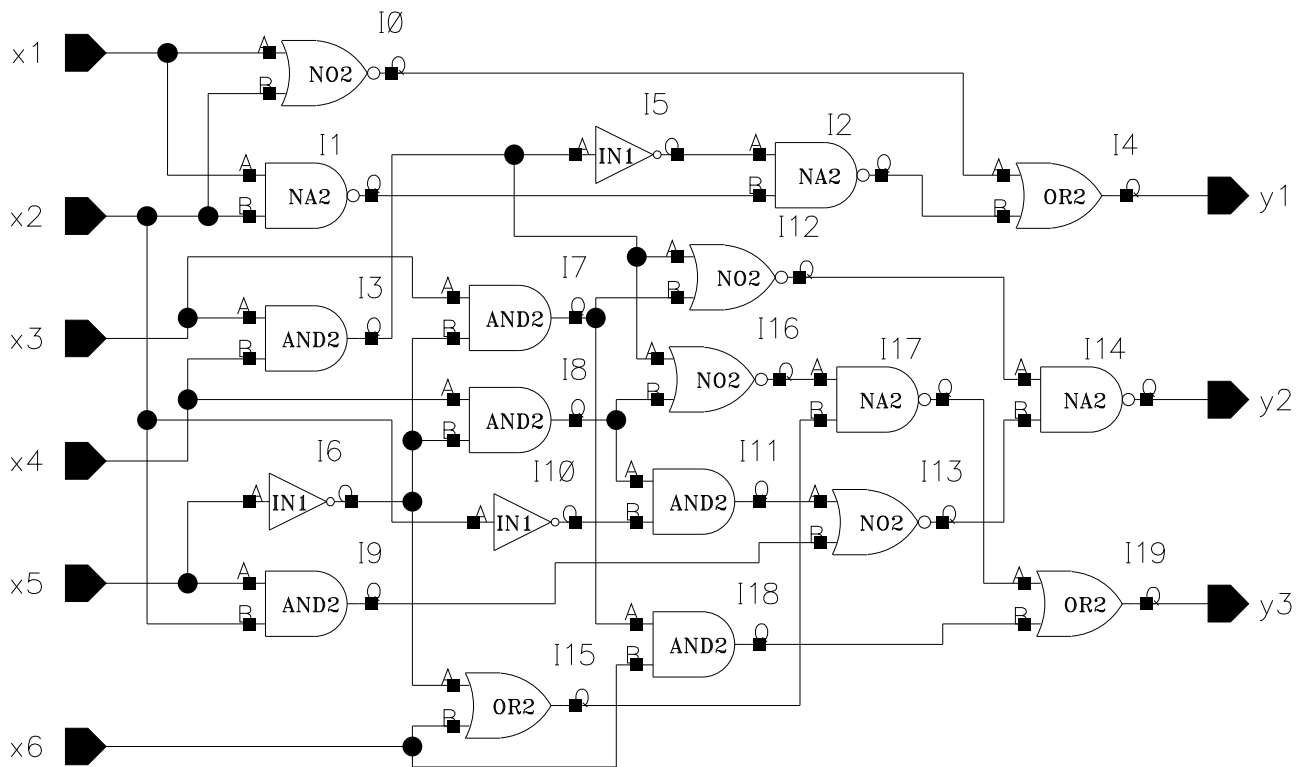 x1
A
B
NO2
Q
I0
I5
A
IN1
Q
I1
A
B
NA2
Q
I2
A
B
NA2
Q
I4
A
B
OR2
Q
y1
x2
I12
A
B
NO2
Q
I3
A
B
AND2
Q
I7
A
B
AND2
Q
x3
I16
A
B
NO2
Q
I17
A
B
NA2
Q
I14
A
B
NA2
Q
y2
I8
A
B
AND2
Q
x4
I6
A
IN1
Q
I10
A
IN1
Q
I11
A
B
AND2
Q
I13
A
B
NO2
Q
x5
I9
A
B
AND2
Q
I18
A
B
AND2
Q
I19
A
B
OR2
Q
y3
I15
A
B
OR2
Q
x6